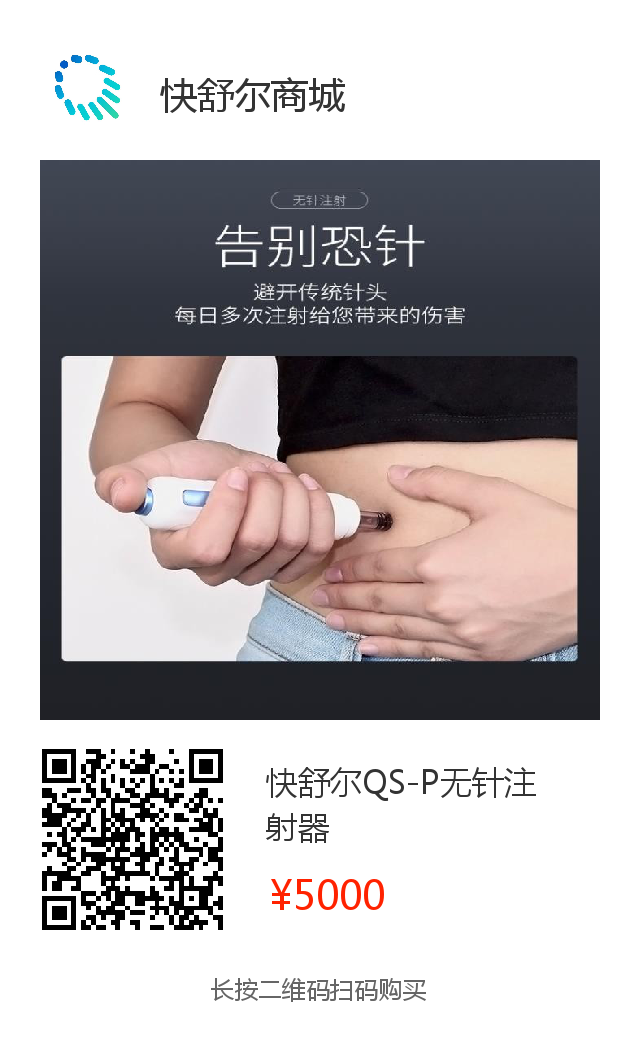 快舒尔商城
无针注射
告别恐针
避开传统针头
每日多次注射给您带来的伤害
快舒尔QS-P无针注
射器
¥5000
长按二维码扫码购买